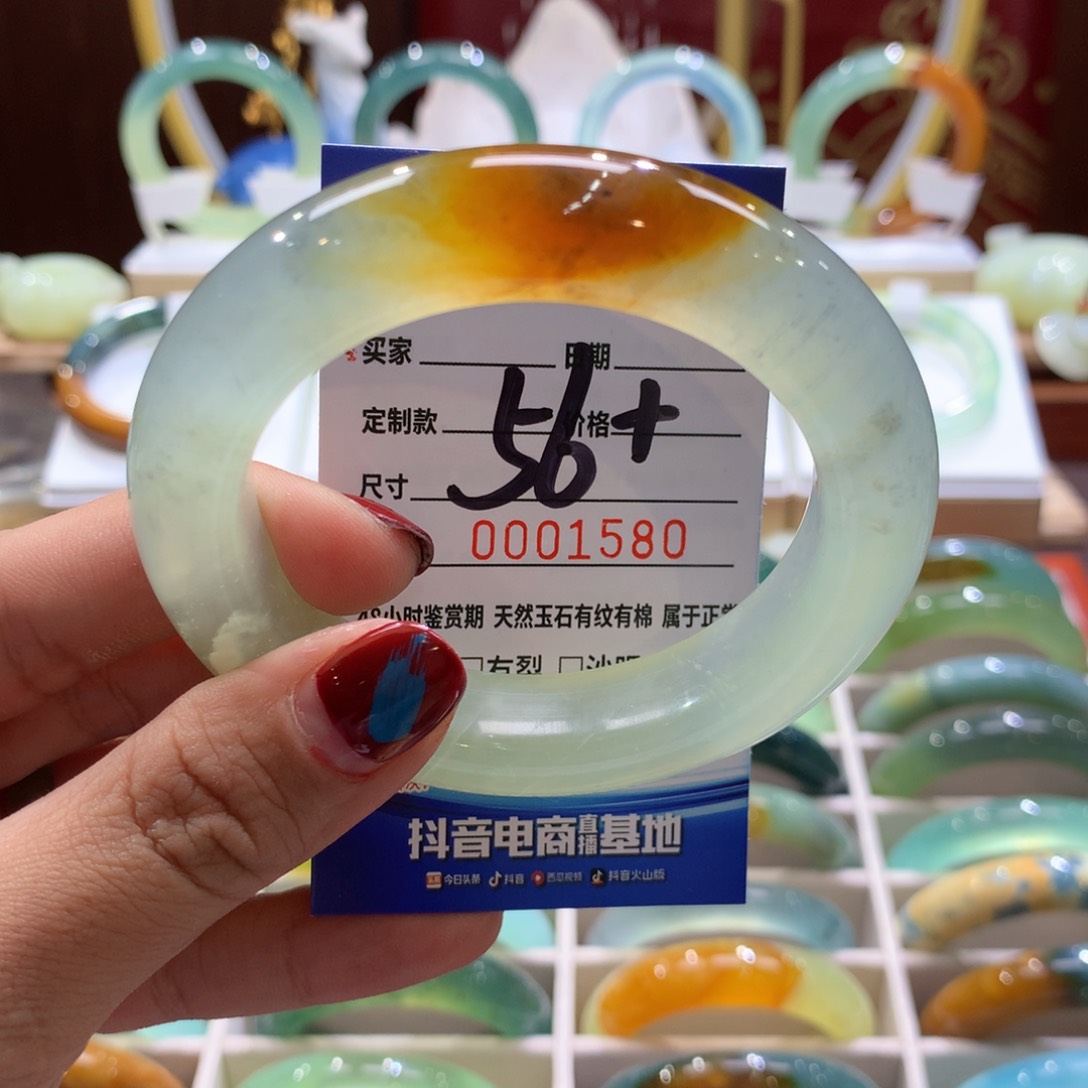 买家 日期
定制款 价格
56+
尺寸
0001580
48小时鉴赏期 天然玉石有纹有棉 属于正常
□有裂 □沙眼
抖音电商直播基地
今日头条 抖音 西瓜视频 抖音火山版